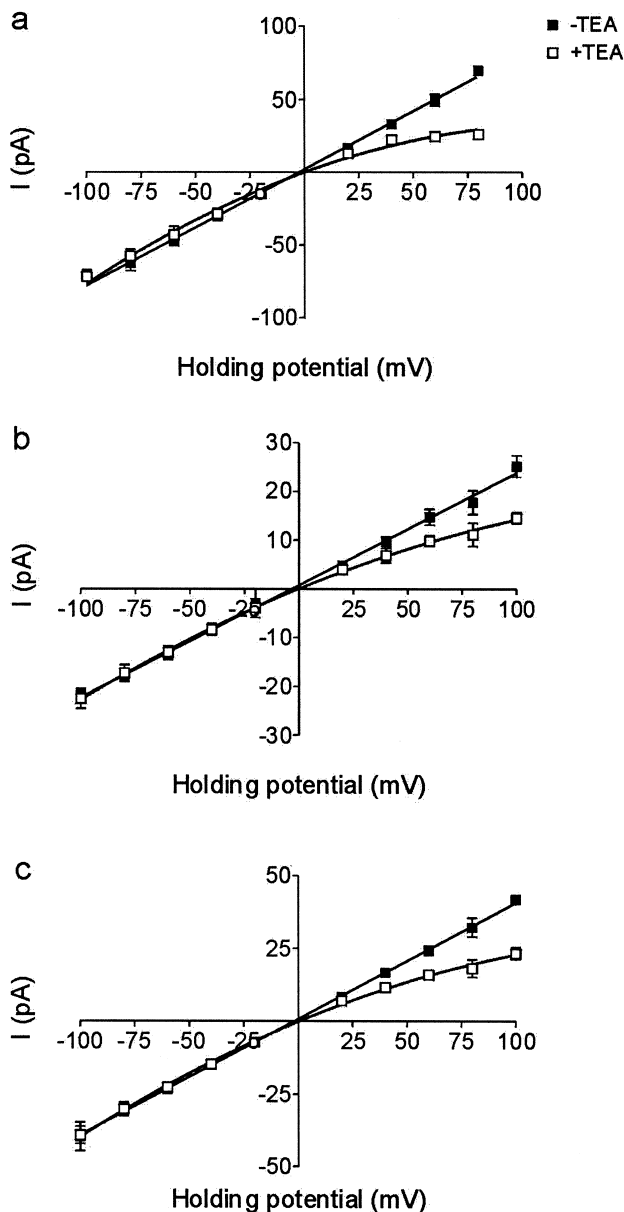 a
-TEA
+TEA
100
50
-100 -75 -50 -25 25 50 75 100
-50
-100
I (pA)
Holding potential (mV)
b
30
20
10
-100 -75 -50 -25 25 50 75 100
-10
-20
-30
I (pA)
Holding potential (mV)
c
50
25
-100 -75 -50 -25 25 50 75 100
-25
-50
I (pA)
Holding potential (mV)